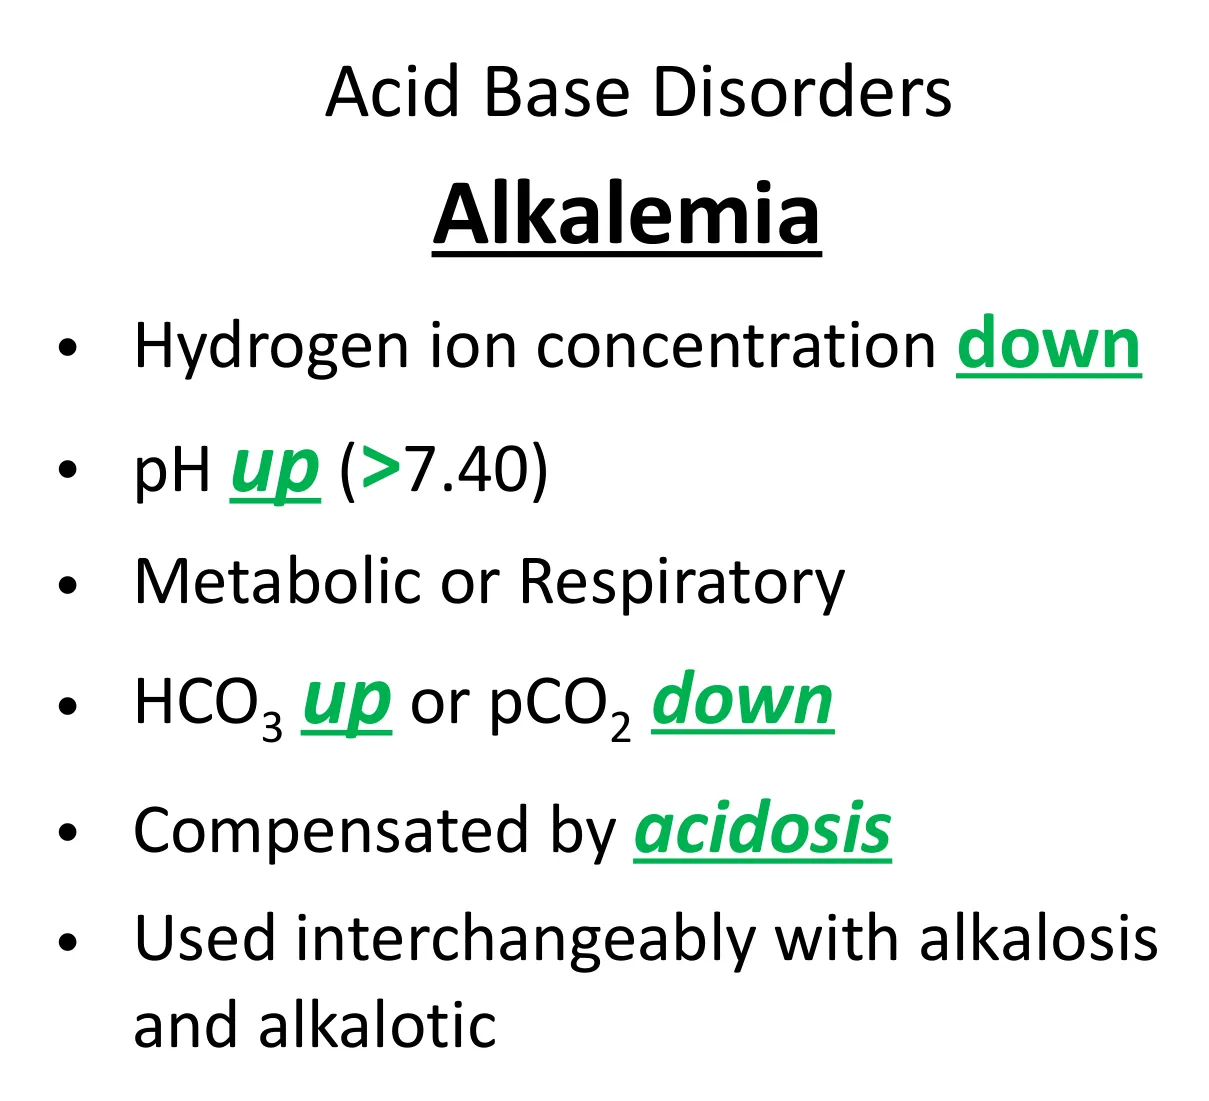 Acid Base Disorders
Alkalemia
• Hydrogen ion concentration down
• pH up (>7.40)
• Metabolic or Respiratory
• HCO₃ up or pCO₂ down
• Compensated by acidosis
• Used interchangeably with alkalosis
and alkalotic